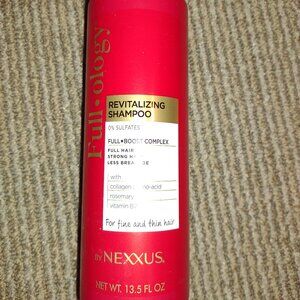 Full•ology
REVITALIZING
SHAMPOO
0% SULFATES
FULL•BOOST COMPLEX
FULL HAIR
STRONG
LESS
with
collagen
rosemary
vitamin
For fine and thin hair
BY NEXXUS
NET WT. 13.5 FL OZ